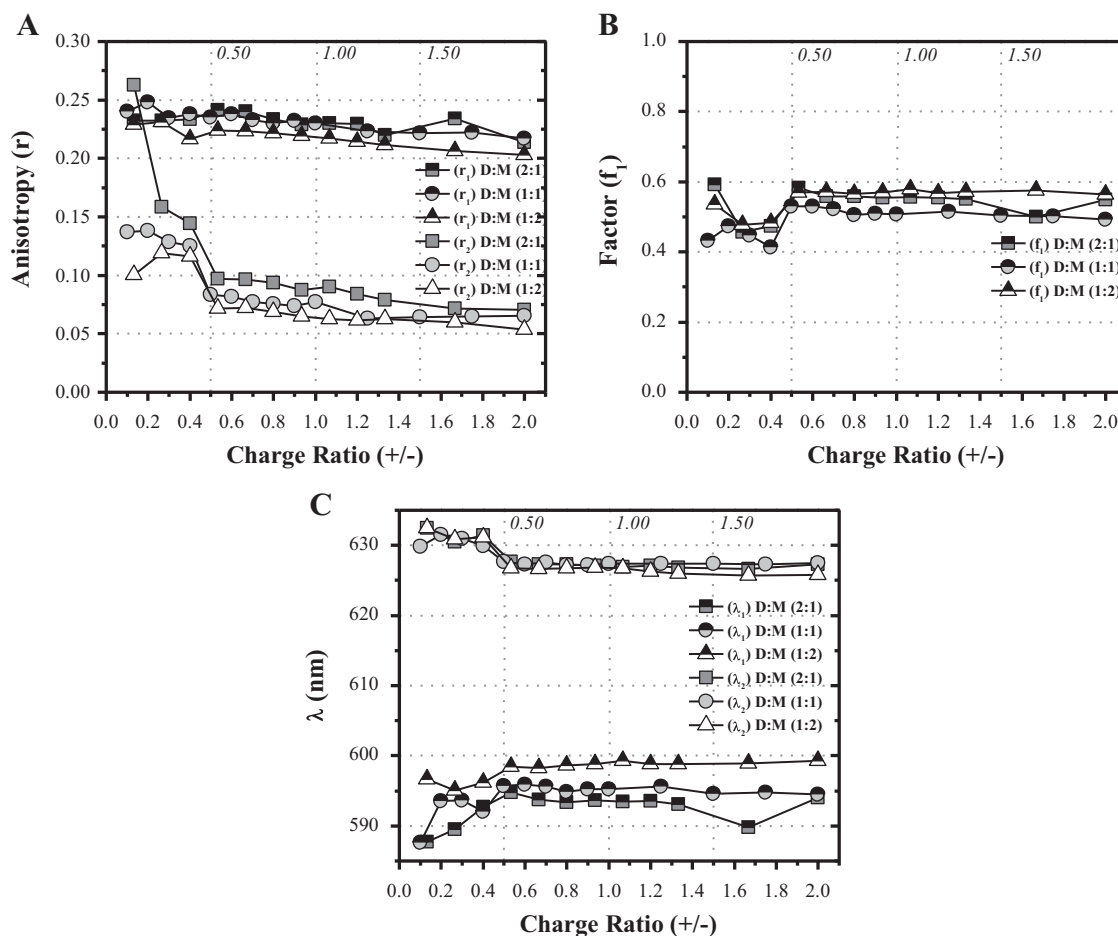 A
B
0.30
0.25
0.20
0.15
0.10
0.05
0.00
Anisotropy (r)
0.50 1.00 1.50
(r₁) D:M (2:1)
(r₁) D:M (1:1)
(r₁) D:M (1:2)
(r₂) D:M (2:1)
(r₂) D:M (1:1)
(r₂) D:M (1:2)
0.0 0.2 0.4 0.6 0.8 1.0 1.2 1.4 1.6 1.8 2.0
Charge Ratio (+/-)
1.0
0.8
0.6
0.4
0.2
0.0
Factor (f₁)
0.50 1.00 1.50
(f₁) D:M (2:1)
(f₁) D:M (1:1)
(f₁) D:M (1:2)
0.0 0.2 0.4 0.6 0.8 1.0 1.2 1.4 1.6 1.8 2.0
Charge Ratio (+/-)
C
630
620
610
600
590
λ (nm)
0.50 1.00 1.50
(λ₁) D:M (2:1)
(λ₁) D:M (1:1)
(λ₁) D:M (1:2)
(λ₂) D:M (2:1)
(λ₂) D:M (1:1)
(λ₂) D:M (1:2)
0.0 0.2 0.4 0.6 0.8 1.0 1.2 1.4 1.6 1.8 2.0
Charge Ratio (+/-)